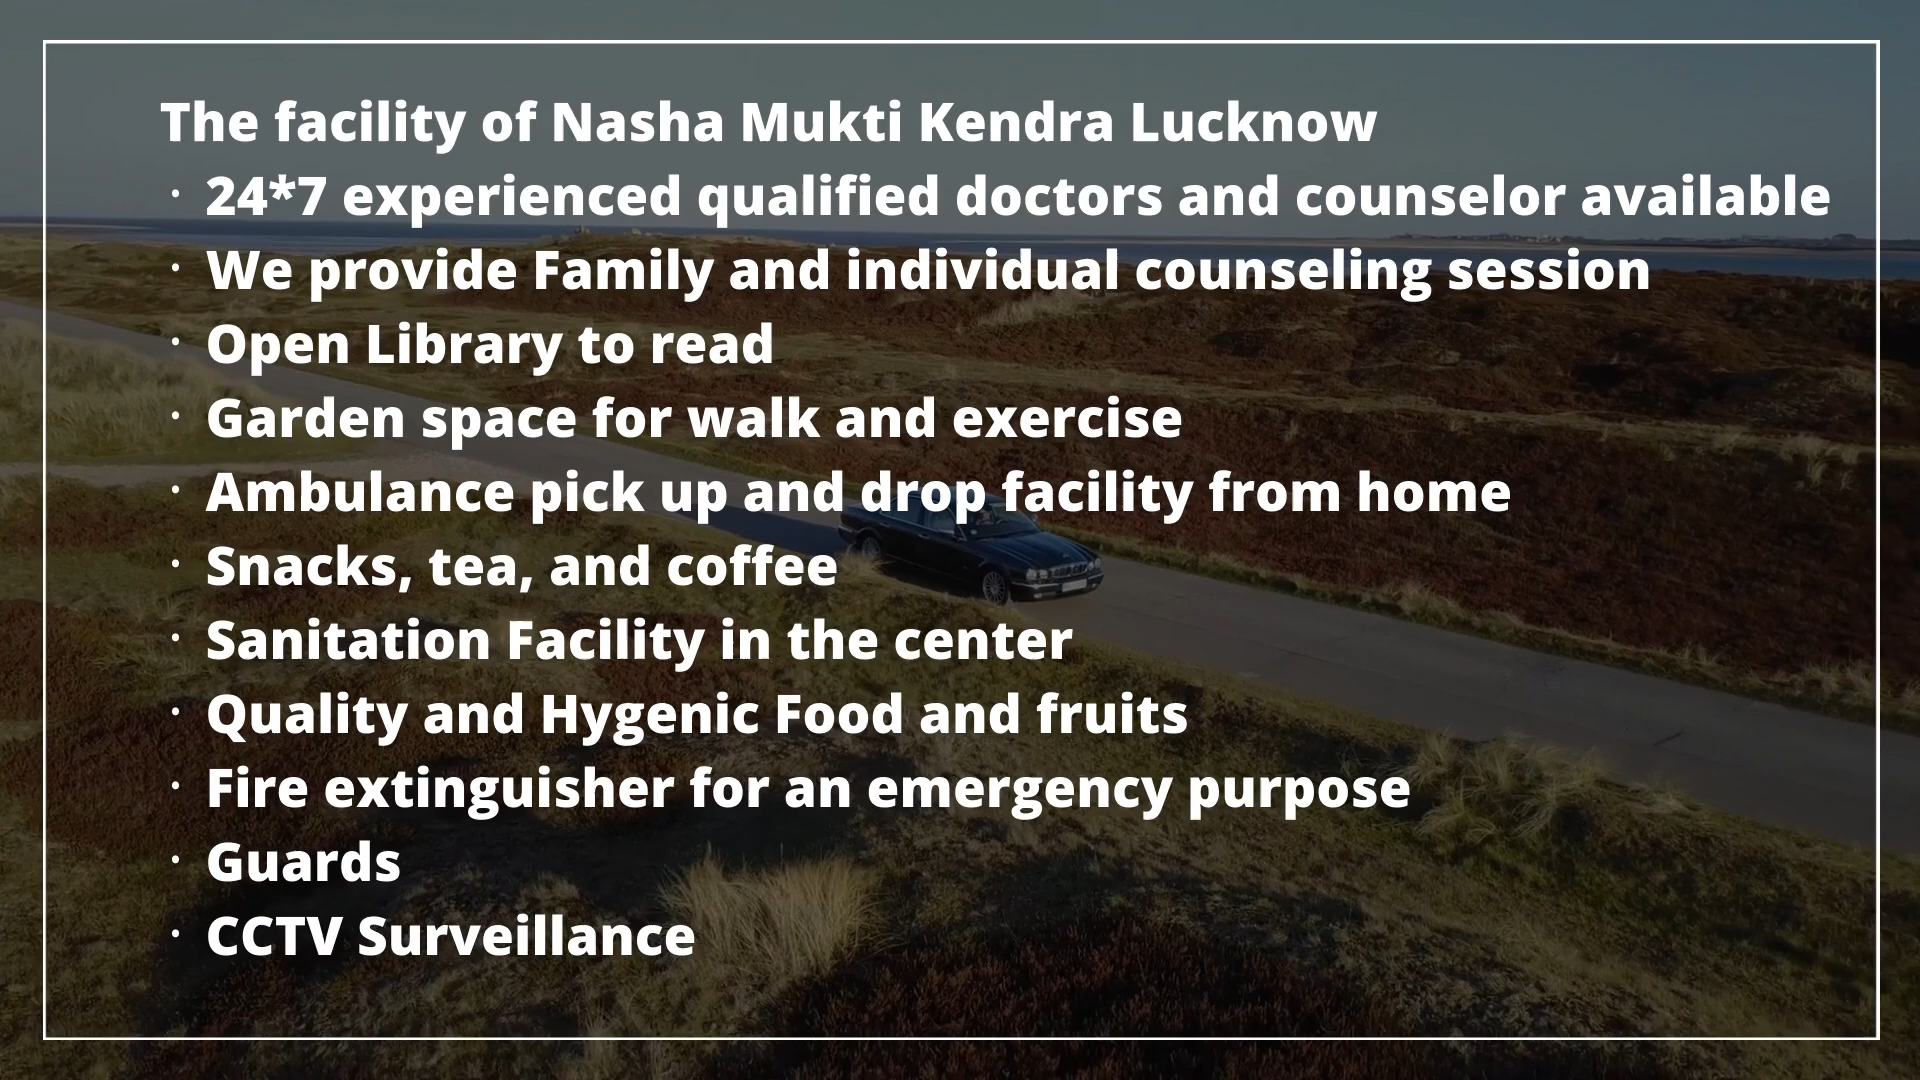 The facility of Nasha Mukti Kendra Lucknow
· 24*7 experienced qualified doctors and counselor available
· We provide Family and individual counseling session
· Open Library to read
· Garden space for walk and exercise
· Ambulance pick up and drop facility from home
· Snacks, tea, and coffee
· Sanitation Facility in the center
· Quality and Hygenic Food and fruits
· Fire extinguisher for an emergency purpose
· Guards
· CCTV Surveillance